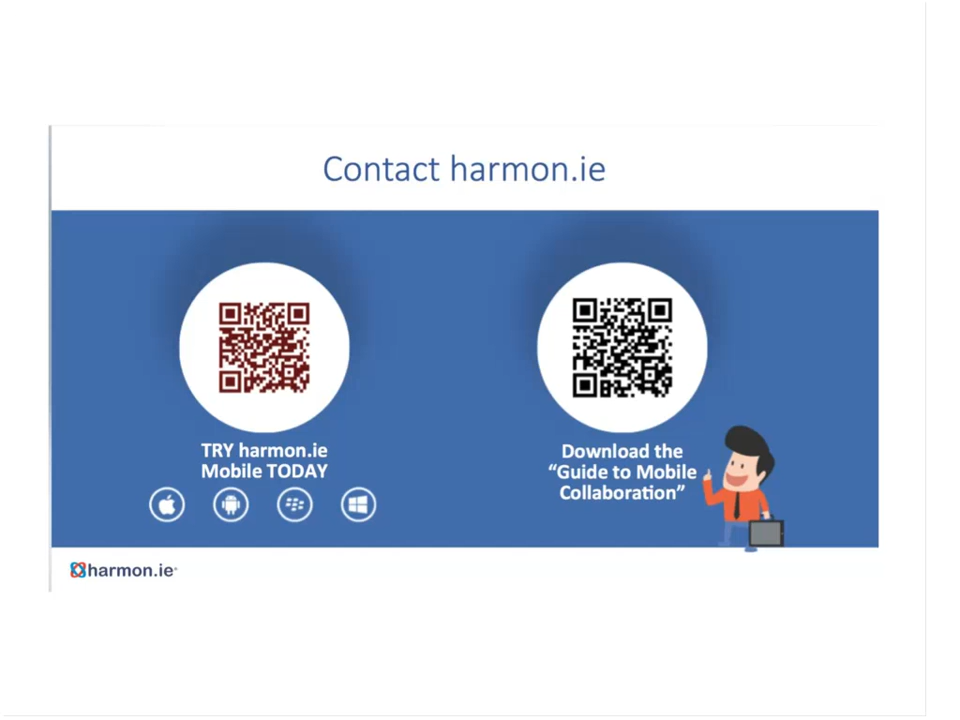 Contact harmon.ie
TRY harmon.ie
Mobile TODAY
Download the
“Guide to Mobile
Collaboration”
harmon.ie